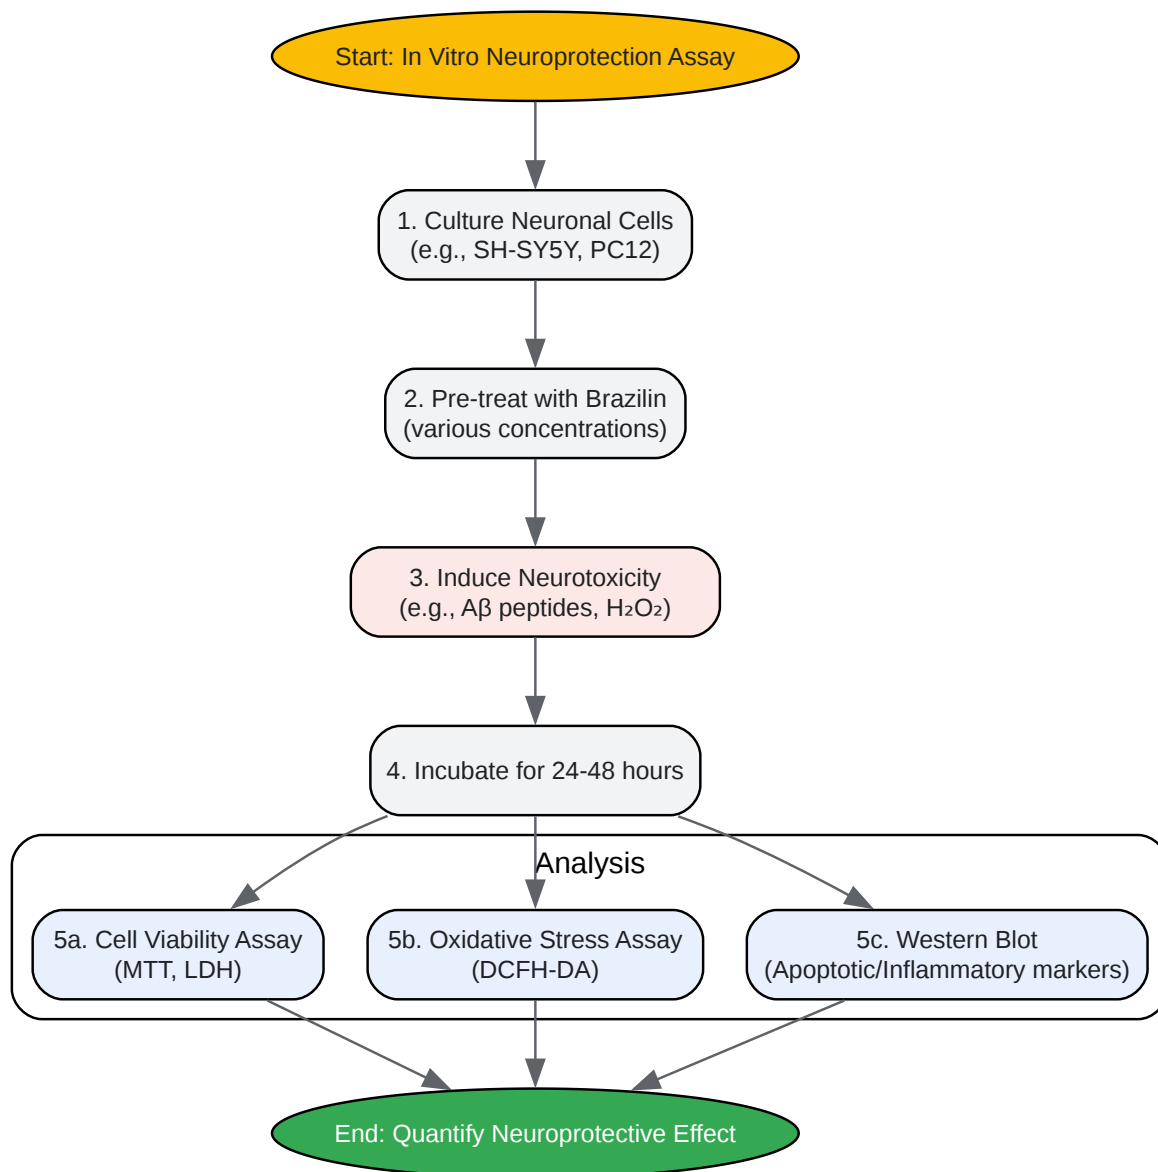 Start: In Vitro Neuroprotection Assay
1. Culture Neuronal Cells
(e.g., SH-SY5Y, PC12)
2. Pre-treat with Brazilin
(various concentrations)
3. Induce Neurotoxicity
(e.g., Aβ peptides, H₂O₂)
4. Incubate for 24-48 hours
Analysis
5a. Cell Viability Assay
(MTT, LDH)
5b. Oxidative Stress Assay
(DCFH-DA)
5c. Western Blot
(Apoptotic/Inflammatory markers)
End: Quantify Neuroprotective Effect